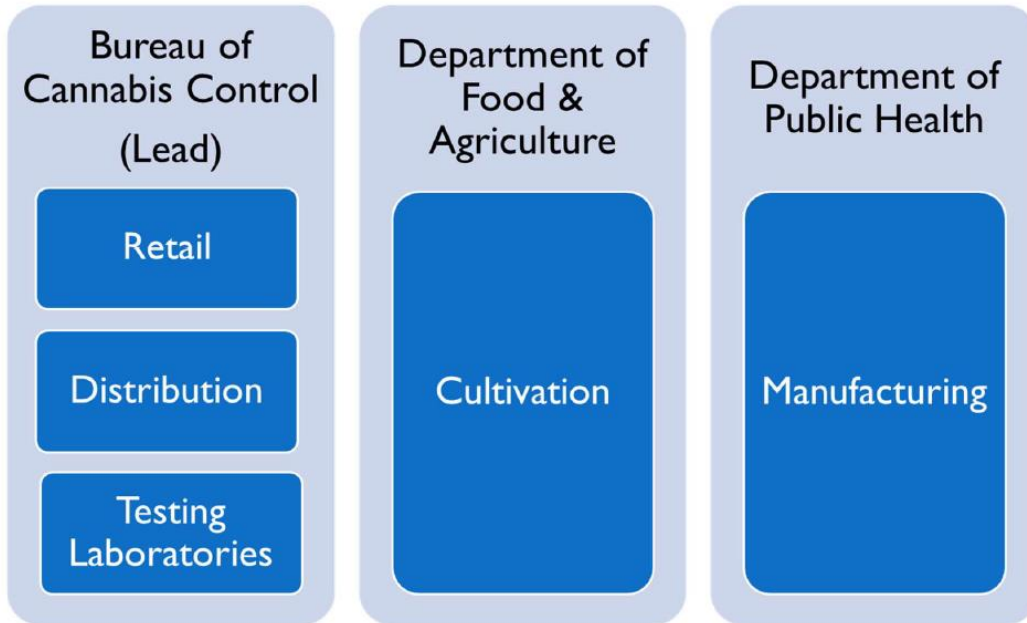 Bureau of
Cannabis Control
(Lead)
Retail
Distribution
Testing
Laboratories
Department of
Food &
Agriculture
Cultivation
Department of
Public Health
Manufacturing